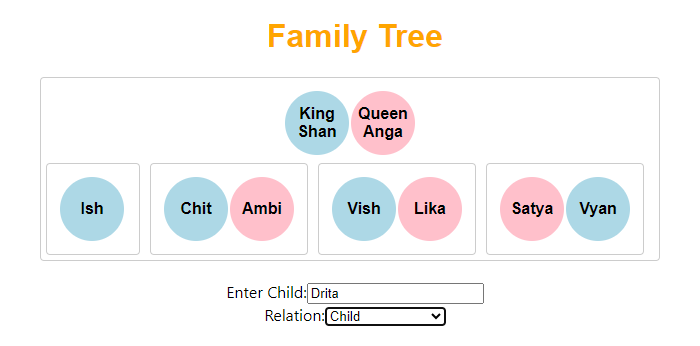 Family Tree
King Queen
Shan Anga
Ish Chit Ambi Vish Lika Satya Vyan
Enter Child: Drita
Relation: Child